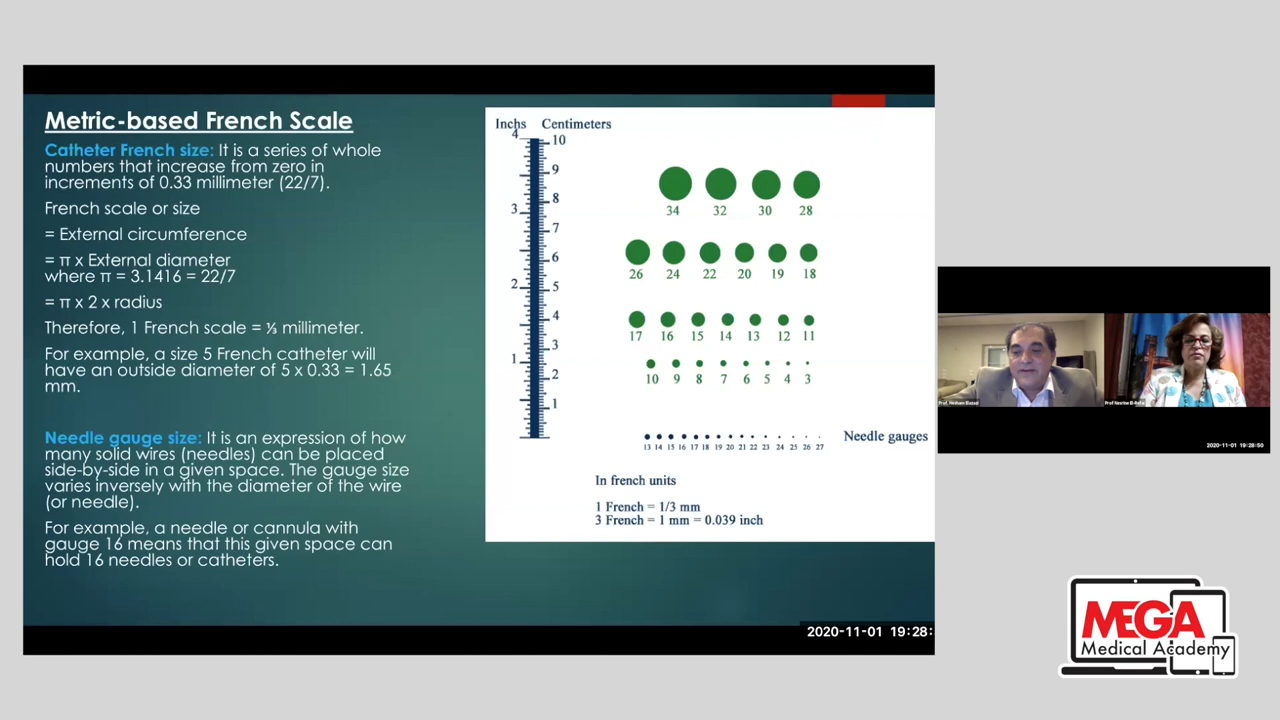 Metric-based French Scale
Catheter French size: It is a series of whole
numbers that increase from zero in
increments of 0.33 millimeter (22/7).
French scale or size
= External circumference
= π x External diameter
where π = 3.1416 = 22/7
= π x 2 x radius
Therefore, 1 French scale = ⅓ millimeter.
For example, a size 5 French catheter will
have an outside diameter of 5 x 0.33 = 1.65
mm.
Needle gauge size: It is an expression of how
many solid wires (needles) can be placed
side-by-side in a given space. The gauge size
varies inversely with the diameter of the wire
(or needle).
For example, a needle or cannula with
gauge 16 means that this given space can
hold 16 needles or catheters.
Inchs Centimeters
4 10
9
8
3
7
6
2
5
4
3
1
2
1
34 32 30 28
26 24 22 20 19 18
17 16 15 14 13 12 11
10 9 8 7 6 5 4 3
Needle gauges
13 14 15 16 17 18 19 20 21 22 23 24 25 26 27
In french units
1 French = 1/3 mm
3 French = 1 mm = 0.039 inch
2020-11-01 19:28:
Prof. Hesham Elazazi
2020-11-01 19:28:50
MEGA
Medical Academy